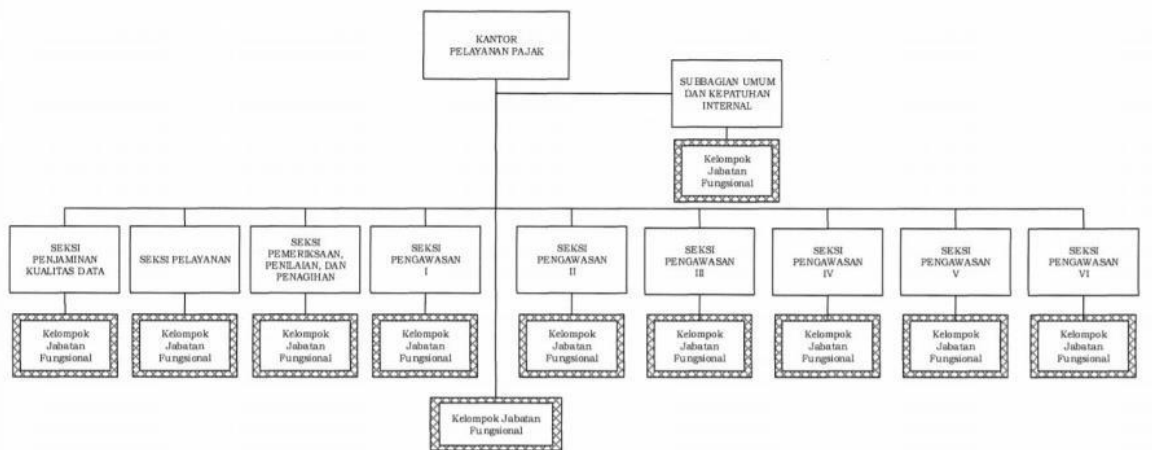 KANTOR
PELAYANAN PAJAK
SUBBAGIAN UMUM
DAN KEPATUHAN
INTERNAL
Kelompok
Jabatan
Fungsional
SEKSI
PENJAMINAN
KUALITAS DATA
SEKSI PELAYANAN
SEKSI
PEMERIKSAAN,
PENILAIAN, DAN
PENAGIHAN
SEKSI
PENGAWASAN
I
SEKSI
PENGAWASAN
II
SEKSI
PENGAWASAN
III
SEKSI
PENGAWASAN
IV
SEKSI
PENGAWASAN
V
SEKSI
PENGAWASAN
VI
Kelompok
Jabatan
Fungsional
Kelompok
Jabatan
Fungsional
Kelompok
Jabatan
Fungsional
Kelompok
Jabatan
Fungsional
Kelompok
Jabatan
Fungsional
Kelompok
Jabatan
Fungsional
Kelompok
Jabatan
Fungsional
Kelompok
Jabatan
Fungsional
Kelompok
Jabatan
Fungsional
Kelompok Jabatan
Fungsional